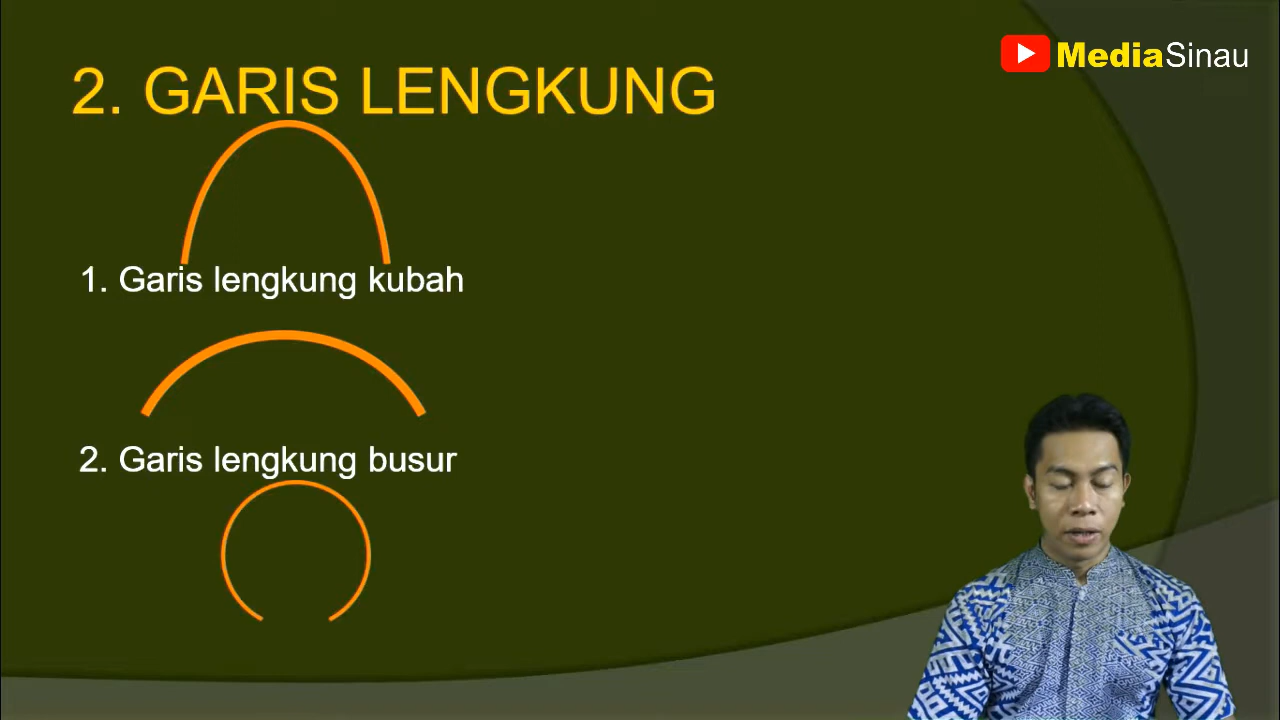 2. GARIS LENGKUNG
MediaSinau
1. Garis lengkung kubah
2. Garis lengkung busur